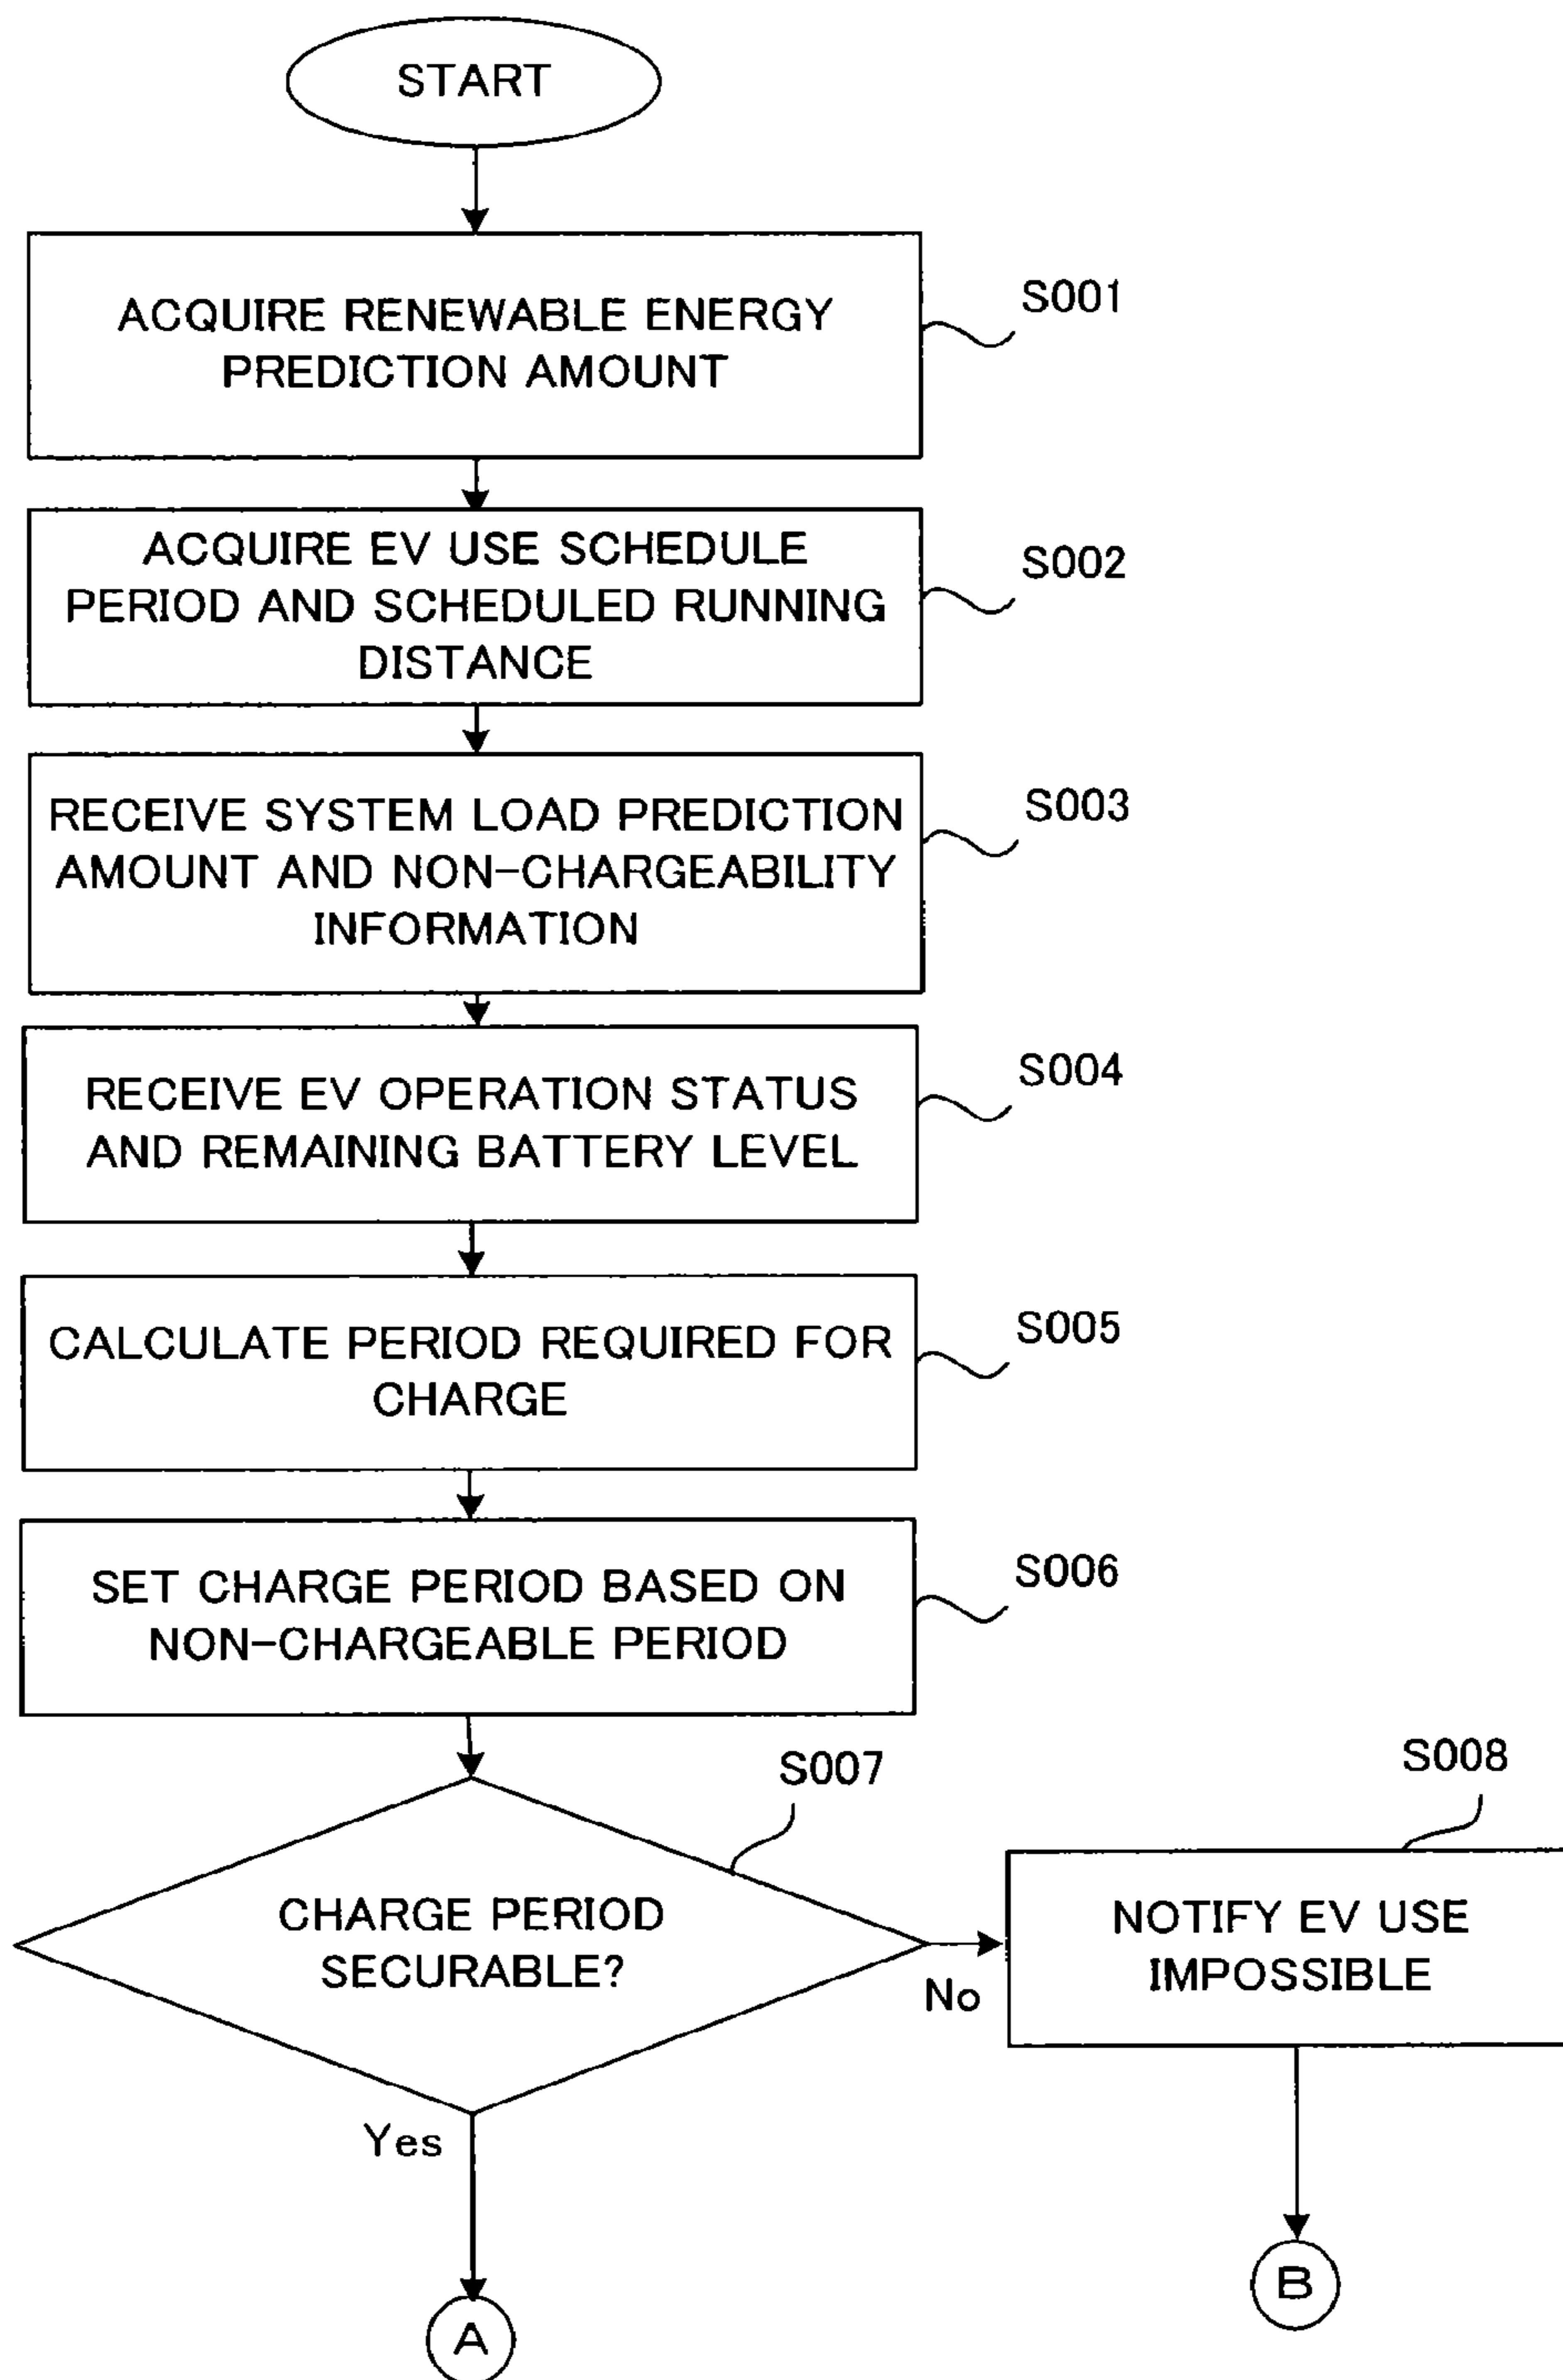 START
ACQUIRE RENEWABLE ENERGY
PREDICTION AMOUNT
S001
ACQUIRE EV USE SCHEDULE
PERIOD AND SCHEDULED RUNNING
DISTANCE
S002
RECEIVE SYSTEM LOAD PREDICTION
AMOUNT AND NON-CHARGEABILITY
INFORMATION
S003
RECEIVE EV OPERATION STATUS
AND REMAINING BATTERY LEVEL
S004
CALCULATE PERIOD REQUIRED FOR
CHARGE
S005
SET CHARGE PERIOD BASED ON
NON-CHARGEABLE PERIOD
S006
CHARGE PERIOD
SECURABLE?
S007
No
NOTIFY EV USE
IMPOSSIBLE
S008
Yes
A
B